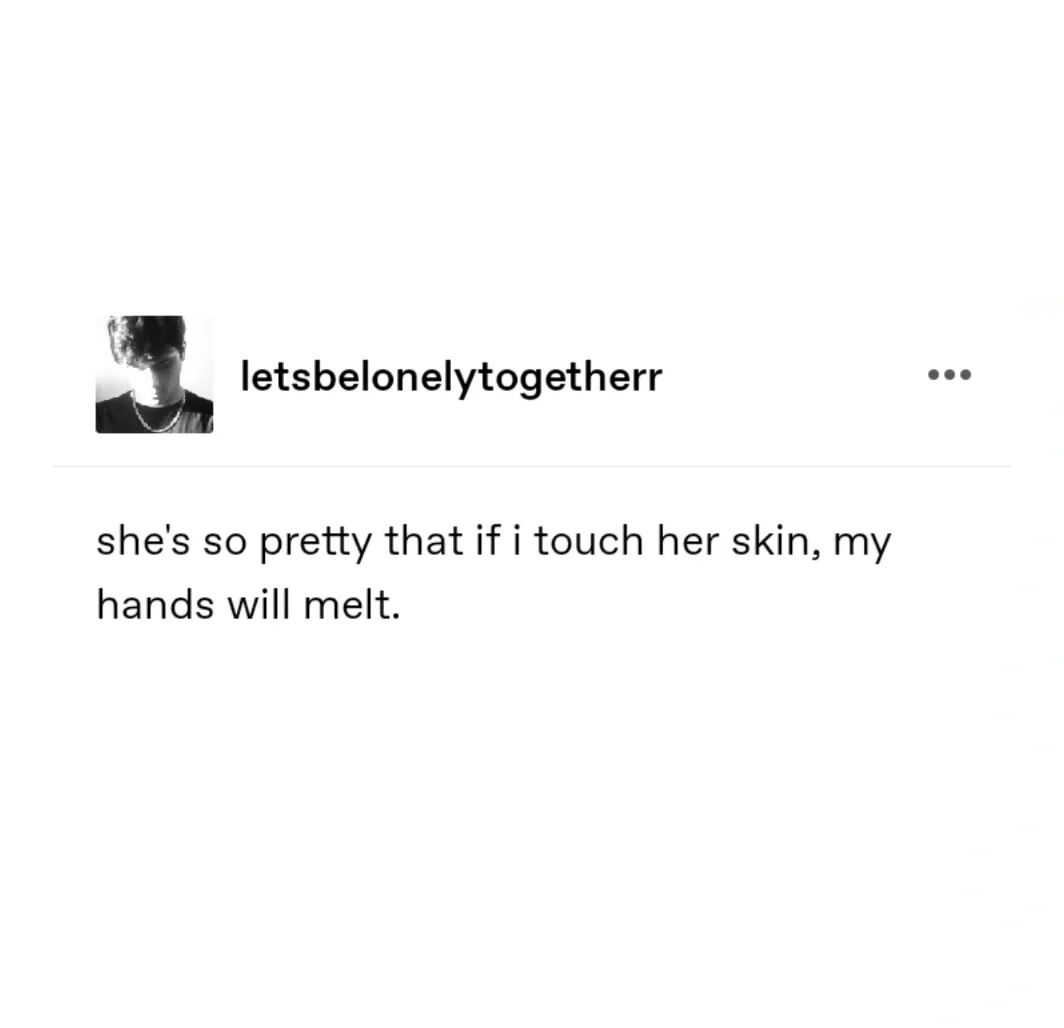 letsbelonelytogetherr
she's so pretty that if i touch her skin, my
hands will melt.